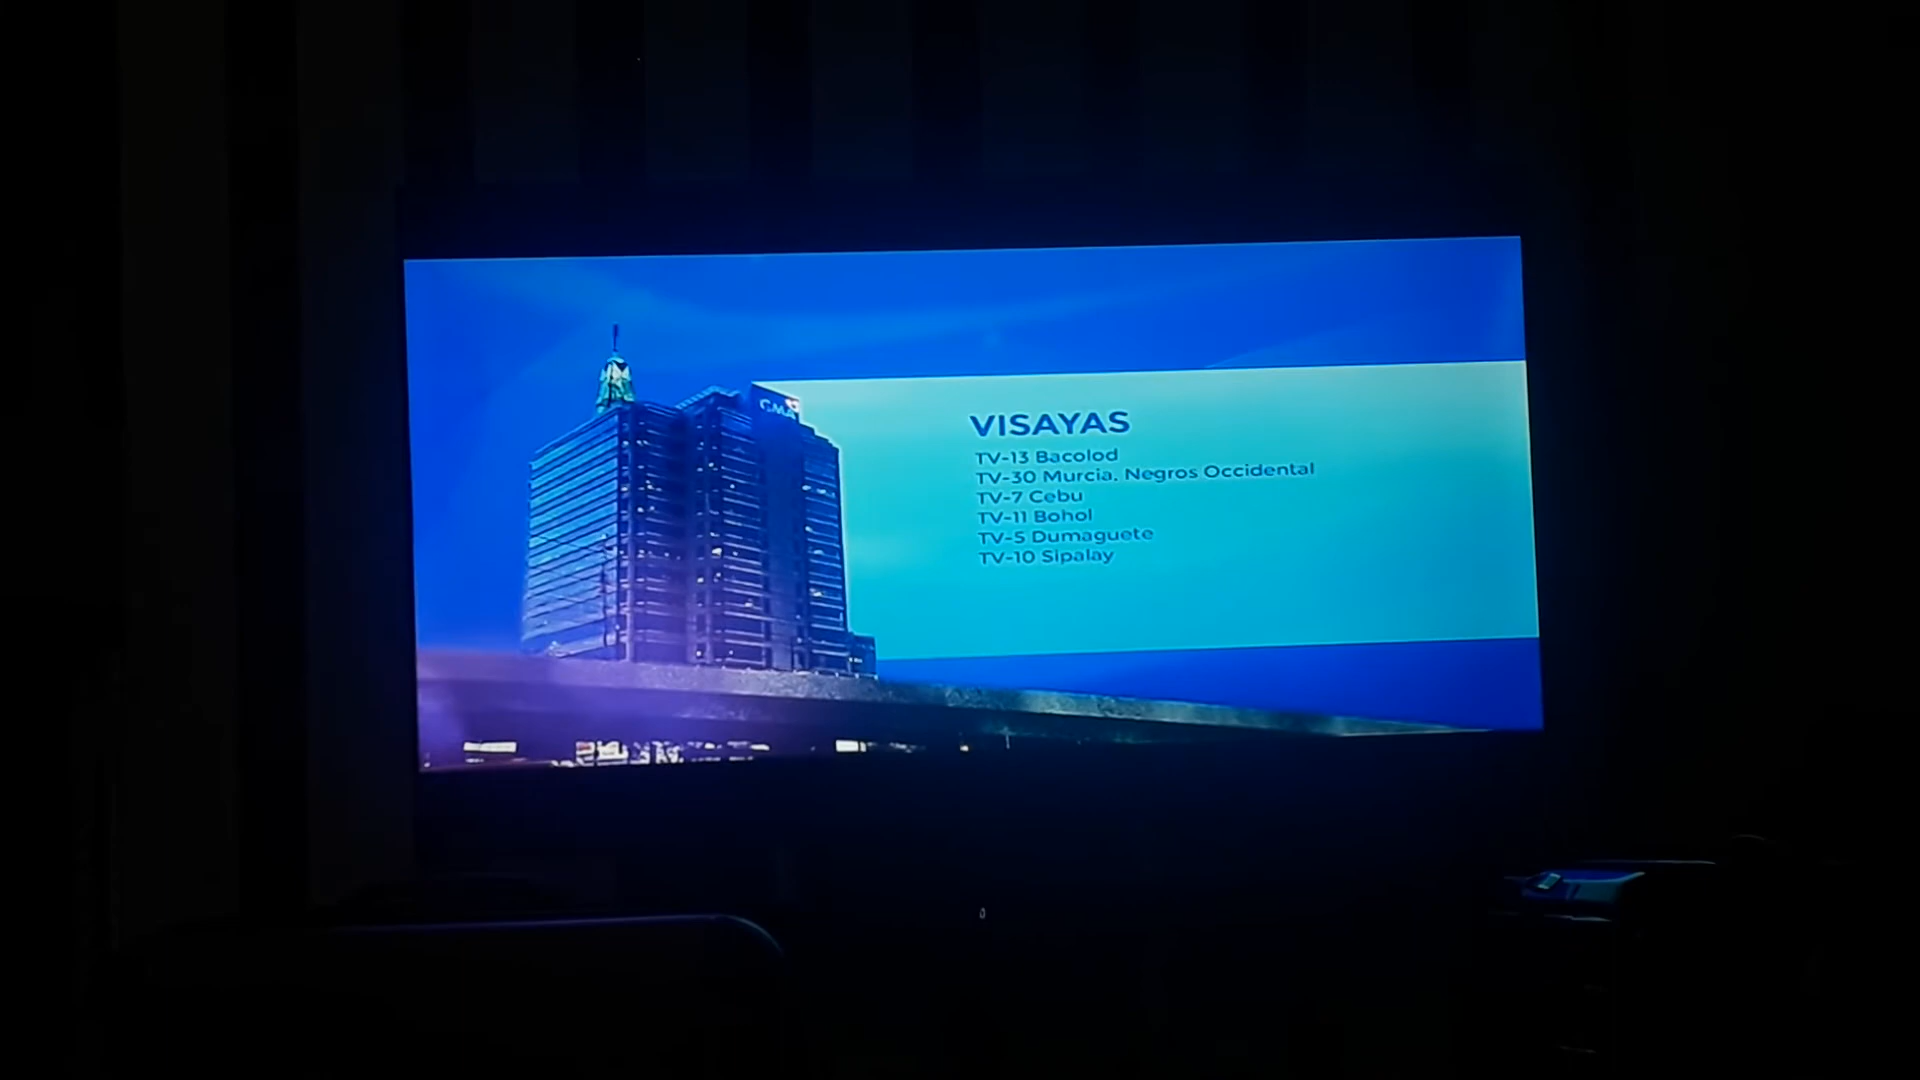 GMA
VISAYAS
TV-13 Bacolod
TV-30 Murcia, Negros Occidental
TV-7 Cebu
TV-11 Bohol
TV-5 Dumaguete
TV-10 Sipalay